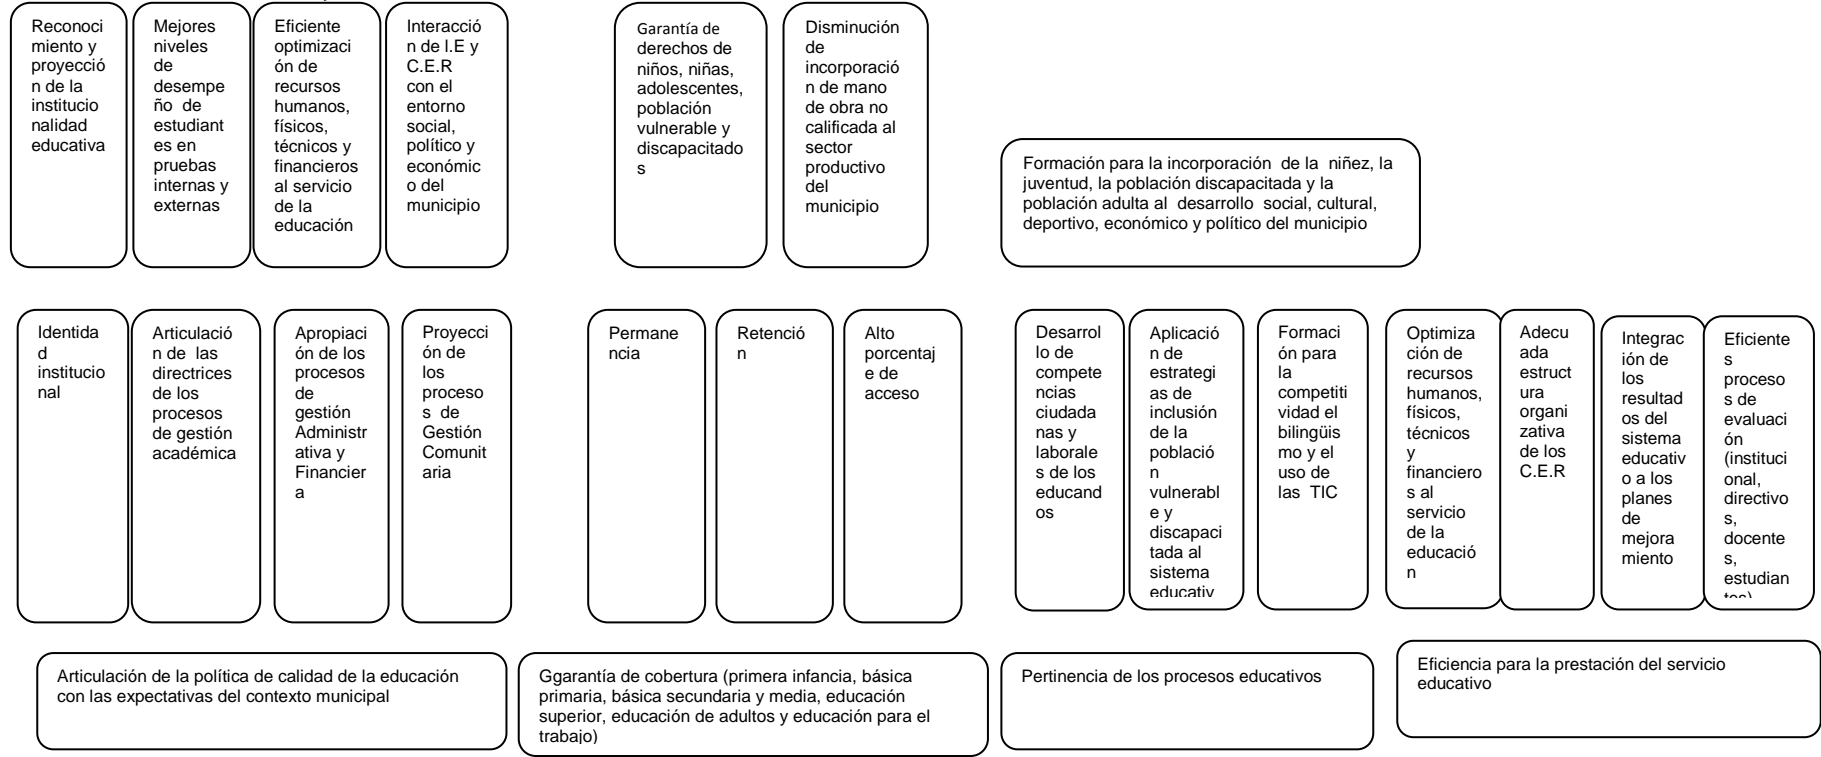 Reconoci
miento y
proyecció
n de la
institucio
nalidad
educativa
Mejores
niveles
de
desempe
ño de
estudiant
es en
pruebas
internas y
externas
Eficiente
optimizaci
ón de
recursos
humanos,
físicos,
técnicos y
financieros
al servicio
de la
educación
Interacció
n de I.E y
C.E.R
con el
entorno
social,
político y
económic
o del
municipio
Garantía de
derechos de
niños, niñas,
adolescentes,
población
vulnerable y
discapacitado
s
Disminución
de
incorporació
n de mano
de obra no
calificada al
sector
productivo
del
municipio
Formación para la incorporación de la niñez, la
juventud, la población discapacitada y la
población adulta al desarrollo social, cultural,
deportivo, económico y político del municipio
Identida
d
institucio
nal
Articulació
n de las
directrices
de los
procesos
de gestión
académica
Apropiaci
ón de los
procesos
de
gestión
Administr
ativa y
Financier
a
Proyecci
ón de
los
proceso
s de
Gestión
Comunit
aria
Permane
ncia
Retenció
n
Alto
porcentaj
e de
acceso
Desarrol
lo de
compete
ncias
ciudada
nas y
laborale
s de los
educand
os
Aplicació
n de
estrategi
as de
inclusión
de la
població
n
vulnerabl
e y
discapaci
tada al
sistema
educativ
Formaci
ón para
la
competiti
vidad el
bilingüis
mo y el
uso de
las TIC
Optimiza
ción de
recursos
humanos,
físicos,
técnicos
y
financiero
s al
servicio
de la
educació
n
Adecu
ada
estruct
ura
organi
zativa
de los
C.E.R
Integrac
ión de
los
resultad
os del
sistema
educativ
o a los
planes
de
mejora
miento
Eficiente
s
proceso
s de
evaluaci
ón
(instituci
onal,
directivo
s,
docente
s,
estudian
tes)
Articulación de la política de calidad de la educación
con las expectativas del contexto municipal
Ggarantía de cobertura (primera infancia, básica
primaria, básica secundaria y media, educación
superior, educación de adultos y educación para el
trabajo)
Pertinencia de los procesos educativos
Eficiencia para la prestación del servicio
educativo